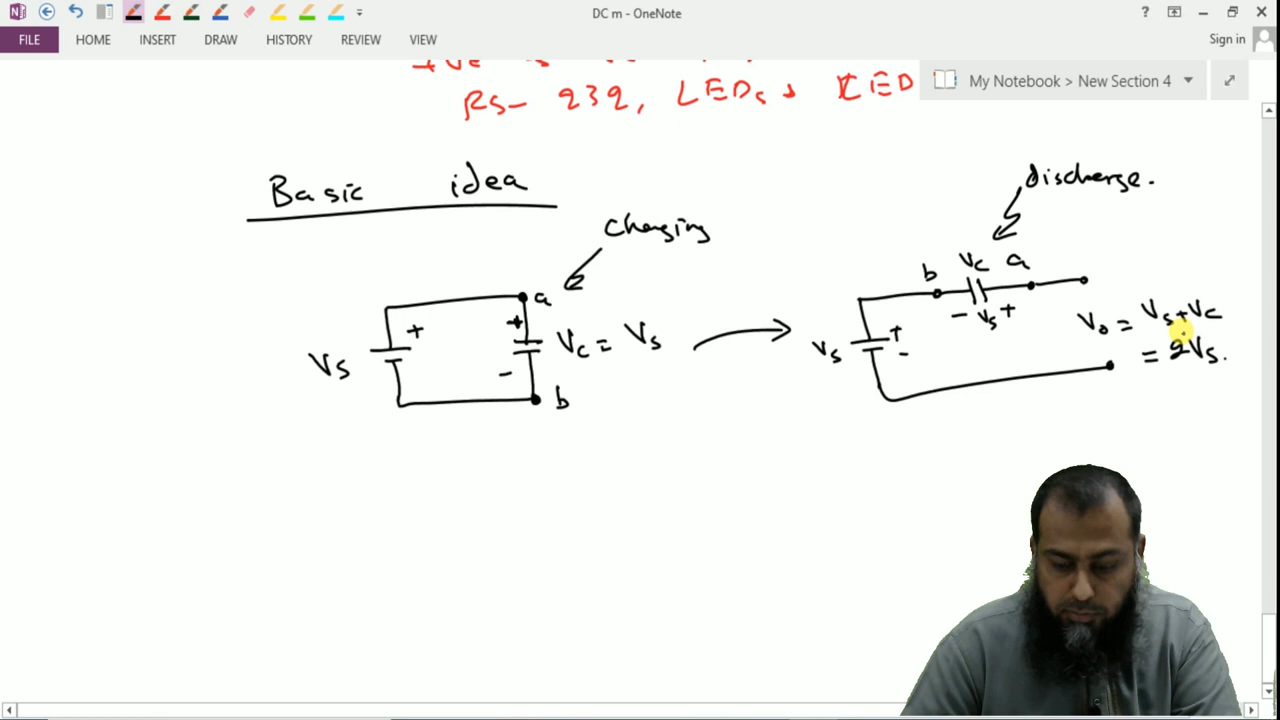 DC m - OneNote
?
FILE HOME INSERT DRAW HISTORY REVIEW VIEW
Sign in
My Notebook > New Section 4
RS- 232, LEDs
Basic idea
Charging
discharge.
a
+
+
Vs
Vc = Vs
-
b
b Vc a
- Vs +
+
Vs
-
Vo = Vs+Vc
= 2Vs.